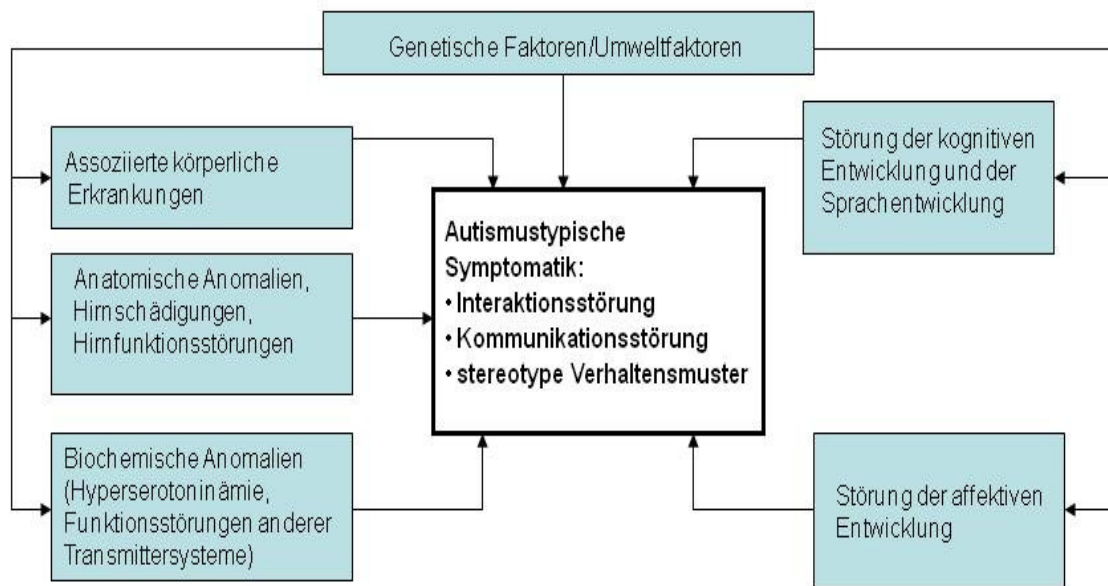 Genetische Faktoren/Umweltfaktoren
Assoziierte körperliche
Erkrankungen
Anatomische Anomalien,
Hirnschädigungen,
Hirnfunktionsstörungen
Biochemische Anomalien
(Hyperserotoninämie,
Funktionsstörungen anderer
Transmittersysteme)
Autismustypische
Symptomatik:
• Interaktionsstörung
• Kommunikationsstörung
• stereotype Verhaltensmuster
Störung der kognitiven
Entwicklung und der
Sprachentwicklung
Störung der affektiven
Entwicklung